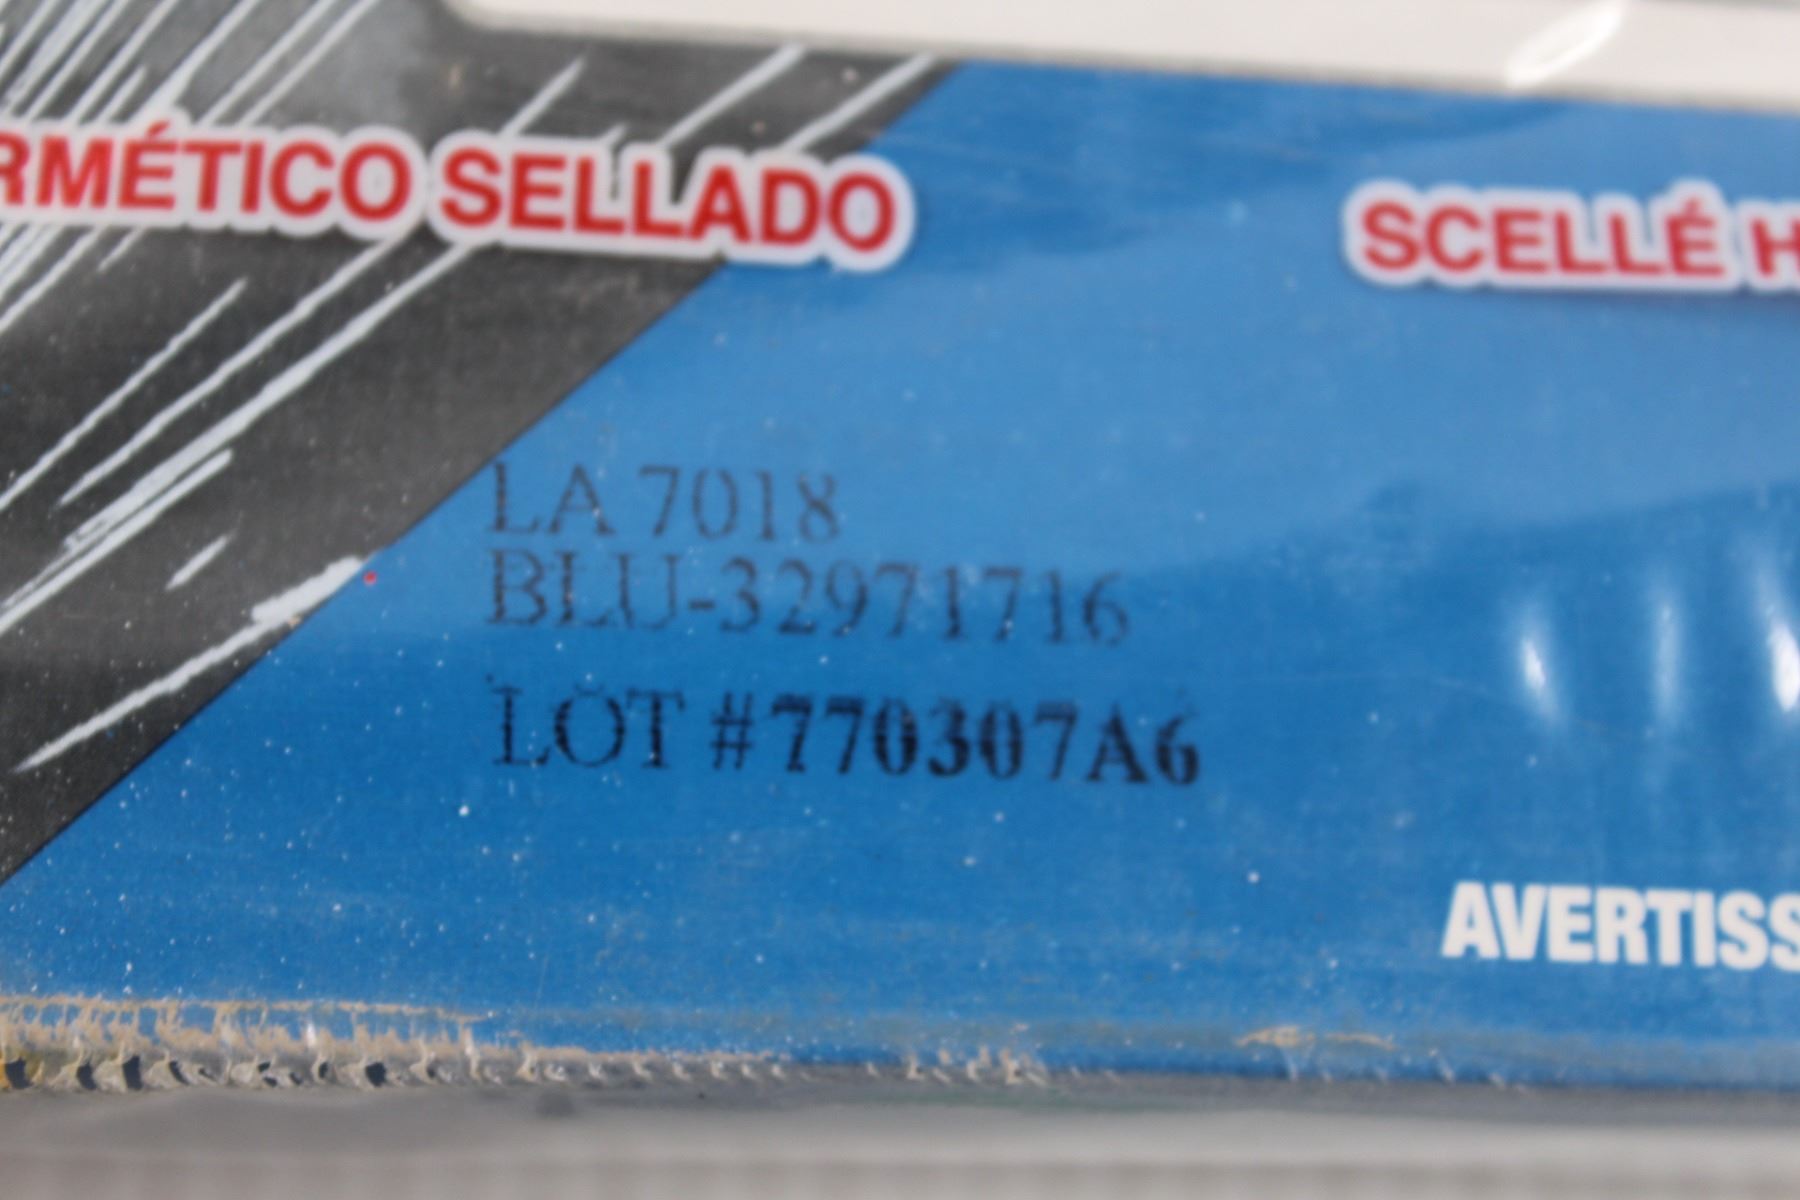 RMÉTICO SELLADO
SCELLÉ H
LA 7018
BLU-32971716
LOT #770307A6
AVERTISS